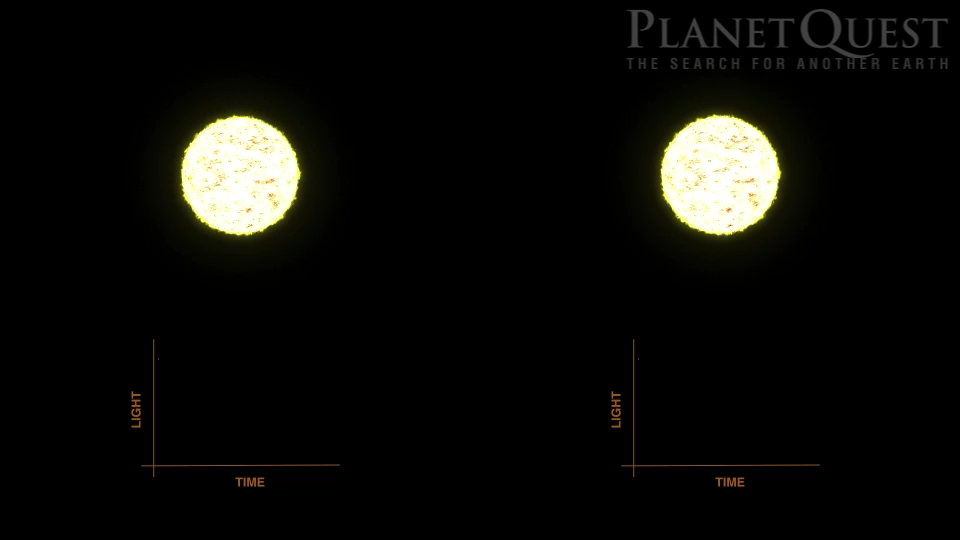 PLANETQUEST
THE SEARCH FOR ANOTHER EARTH
LIGHT
TIME
LIGHT
TIME